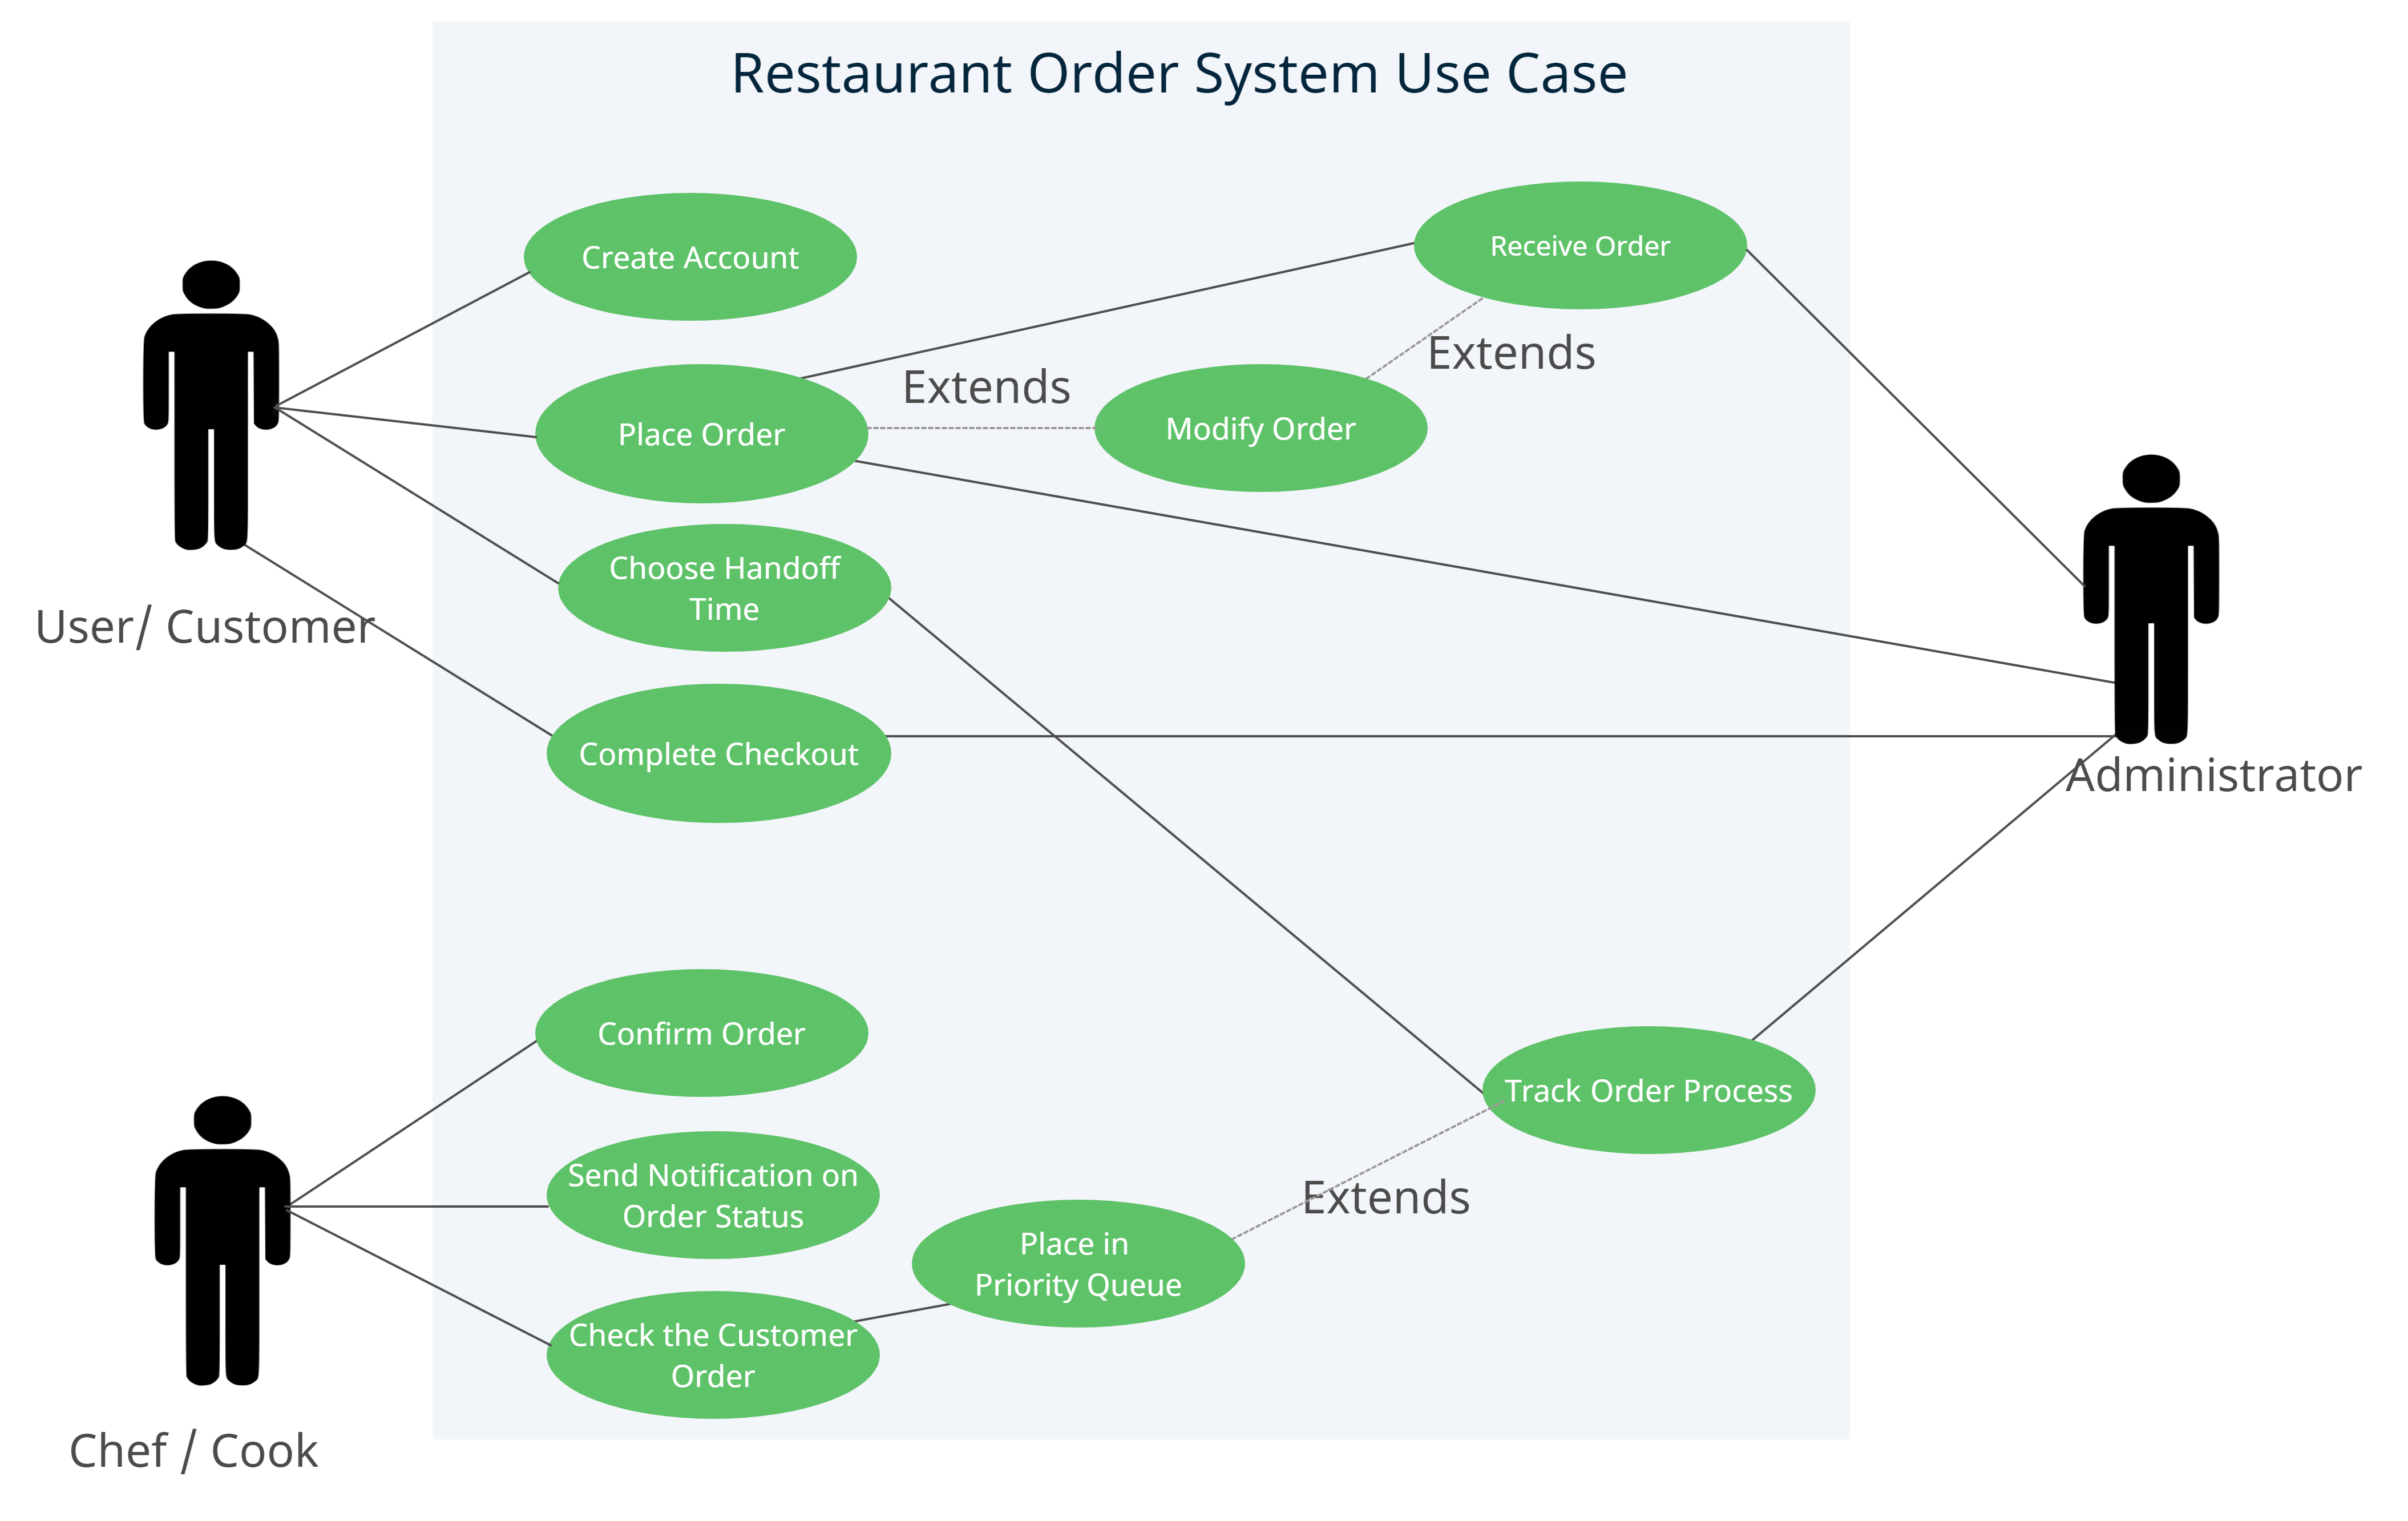 Restaurant Order System Use Case
Create Account
Receive Order
Extends
Extends
Place Order
Modify Order
Choose Handoff
Time
User/ Customer
Complete Checkout
Administrator
Confirm Order
Track Order Process
Send Notification on
Order Status
Extends
Place in
Priority Queue
Check the Customer
Order
Chef / Cook